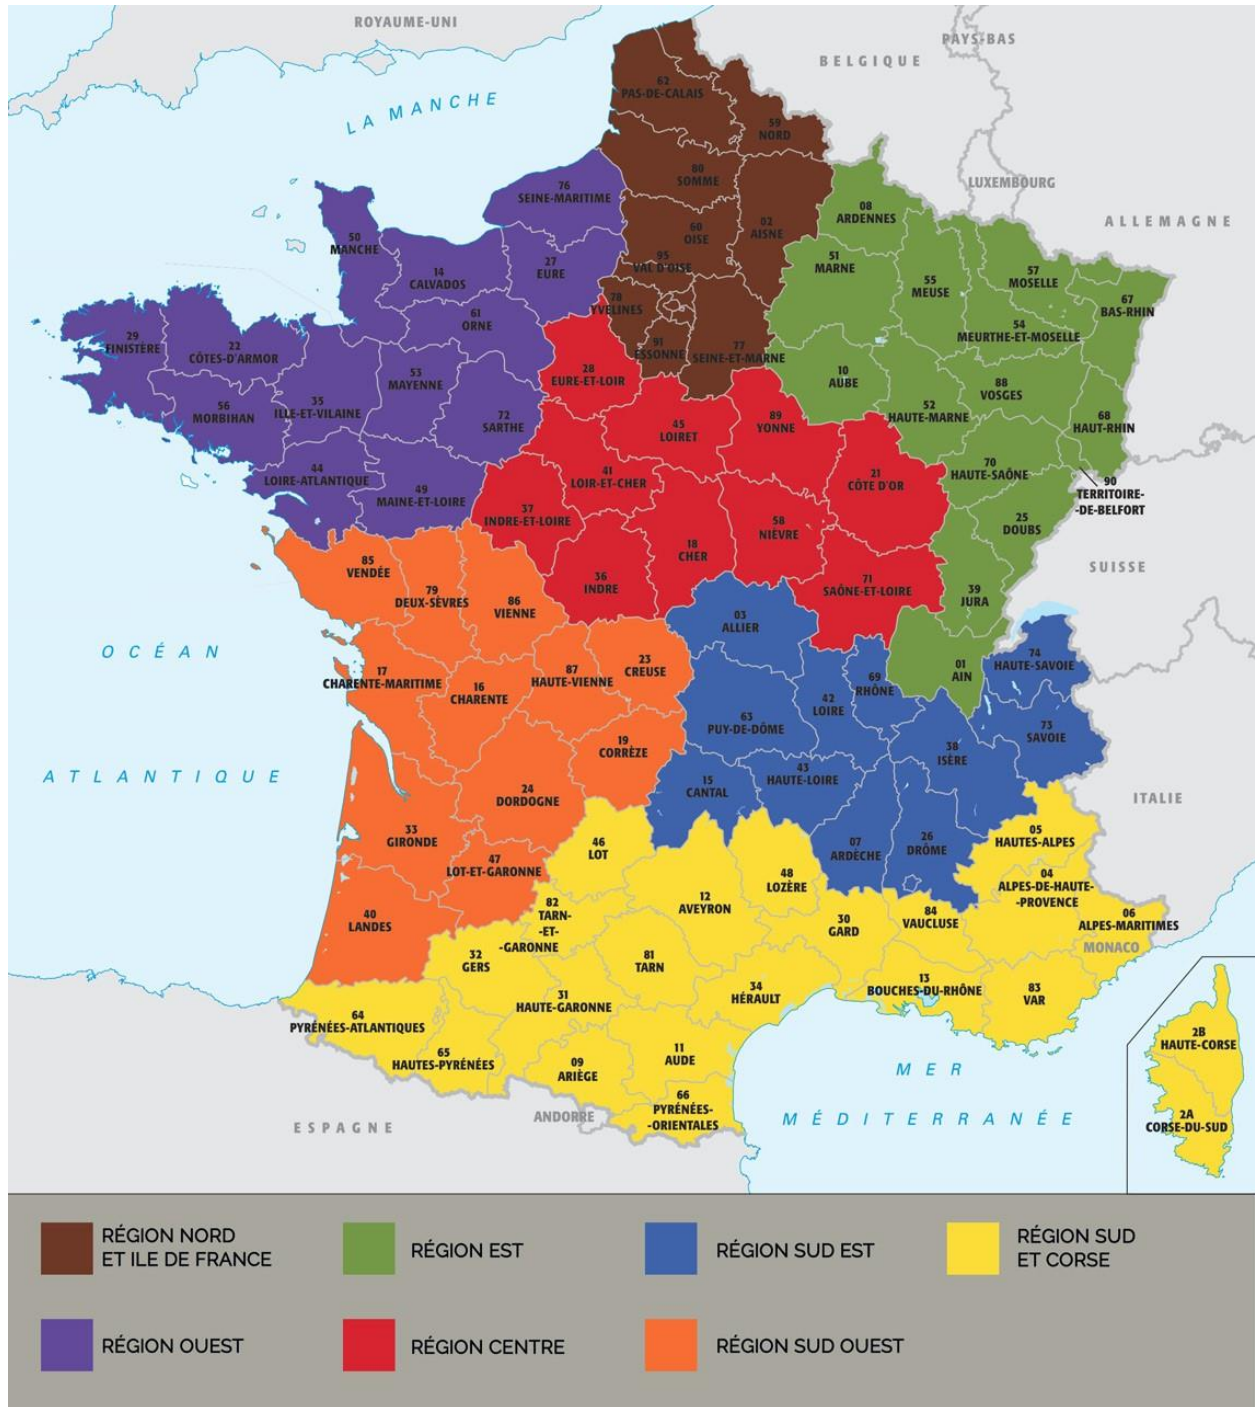 ROYAUME-UNI
PAYS-BAS
BELGIQUE
LA MANCHE
62
PAS-DE-CALAIS
59
NORD
80
SOMME
76
SEINE-MARITIME
LUXEMBOURG
ALLEMAGNE
08
ARDENNES
02
AISNE
60
OISE
50
MANCHE
95
VAL D'OISE
27
EURE
14
CALVADOS
51
MARNE
55
MEUSE
57
MOSELLE
67
BAS-RHIN
78
YVELINES
61
ORNE
54
MEURTHE-ET-MOSELLE
29
FINISTÈRE
22
CÔTES-D'ARMOR
91
ESSONNE
77
SEINE-ET-MARNE
28
EURE-ET-LOIR
53
MAYENNE
10
AUBE
88
VOSGES
56
MORBIHAN
35
ILLE-ET-VILAINE
72
SARTHE
52
HAUTE-MARNE
68
HAUT-RHIN
45
LOIRET
89
YONNE
44
LOIRE-ATLANTIQUE
49
MAINE-ET-LOIRE
41
LOIR-ET-CHER
21
CÔTE D'OR
70
HAUTE-SAÔNE
90
TERRITOIRE-
-DE-BELFORT
37
INDRE-ET-LOIRE
58
NIÈVRE
25
DOUBS
18
CHER
85
VENDÉE
SUISSE
79
DEUX-SÈVRES
86
VIENNE
36
INDRE
71
SAÔNE-ET-LOIRE
39
JURA
03
ALLIER
OCÉAN
74
HAUTE-SAVOIE
17
CHARENTE-MARITIME
16
CHARENTE
87
HAUTE-VIENNE
23
CREUSE
69
RHÔNE
01
AIN
42
LOIRE
63
PUY-DE-DÔME
73
SAVOIE
19
CORRÈZE
38
ISÈRE
ATLANTIQUE
43
HAUTE-LOIRE
15
CANTAL
24
DORDOGNE
ITALIE
33
GIRONDE
46
LOT
07
ARDÈCHE
26
DRÔME
05
HAUTES-ALPES
47
LOT-ET-GARONNE
48
LOZÈRE
04
ALPES-DE-HAUTE-
-PROVENCE
12
AVEYRON
40
LANDES
82
TARN-
-ET-
-GARONNE
30
GARD
84
VAUCLUSE
06
ALPES-MARITIMES
MONACO
32
GERS
81
TARN
34
HÉRAULT
13
BOUCHES-DU-RHÔNE
83
VAR
31
HAUTE-GARONNE
64
PYRÉNÉES-ATLANTIQUES
65
HAUTES-PYRÉNÉES
09
ARIÈGE
11
AUDE
2B
HAUTE-CORSE
MER
66
PYRÉNÉES-
-ORIENTALES
ANDORRE
ESPAGNE
MÉDITERRANÉE
2A
CORSE-DU-SUD
RÉGION NORD
ET ILE DE FRANCE
RÉGION EST
RÉGION SUD EST
RÉGION SUD
ET CORSE
RÉGION OUEST
RÉGION CENTRE
RÉGION SUD OUEST